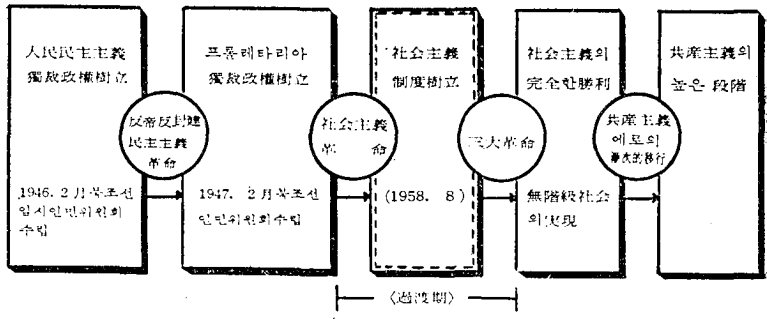 人民民主主義
獨裁政權樹立
1946. 2月북조선
임시인민위원회
수립
反帝反封建
民主主義
革命
프롤레타리아
獨裁政權樹立
1947. 2月북조선
인민위원회
수립
社会主義
革命
社会主義
制度樹立
(1958. 8)
三大革命
社会主義의
完全한勝利
無階級社会
의実現
共産主義
에로의
漸次的移行
共産主義의
높은 段階
〈過渡期〉